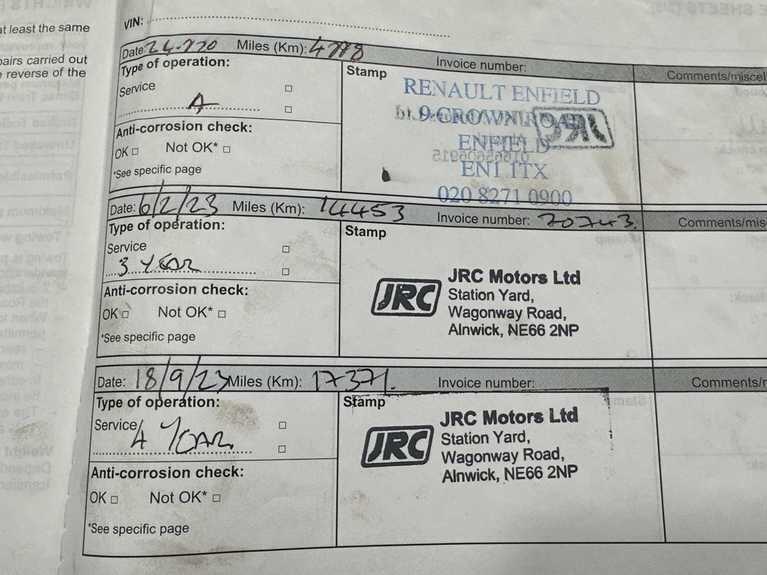 at least the same
pairs carried out
e reverse of the
VIN:
Date: 24.7.20 Miles (Km): 4778 Invoice number:
Type of operation: Stamp Comments/miscel
Service
A
Anti-corrosion check:
OK Not OK*
*See specific page
RENAULT ENFIELD
ENFIELD
EN1 1TX
020 8271 0900
JRC
Date: 6/2/23 Miles (Km): 14453 Invoice number: 20743. Comments/mis
Type of operation: Stamp
Service
3 YEAR
Anti-corrosion check:
OK Not OK*
*See specific page
JRC
JRC Motors Ltd
Station Yard,
Wagonway Road,
Alnwick, NE66 2NP
Date: 18/9/23 Miles (Km): 17371. Invoice number: Comments/r
Type of operation: Stamp
Service
4 YEAR
Anti-corrosion check:
OK Not OK*
*See specific page
JRC
JRC Motors Ltd
Station Yard,
Wagonway Road,
Alnwick, NE66 2NP